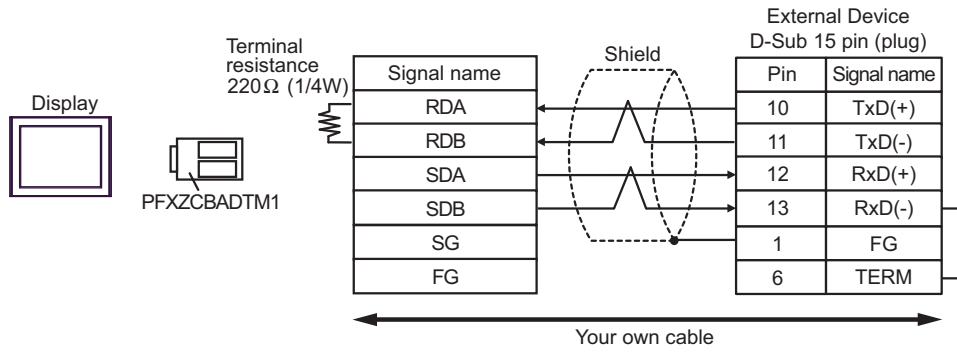 External Device
D-Sub 15 pin (plug)
Terminal
resistance
220Ω (1/4W)
Shield
Display
PFXZCBADTM1
Signal name
RDA
RDB
SDA
SDB
SG
FG
Pin Signal name
10 TxD(+)
11 TxD(-)
12 RxD(+)
13 RxD(-)
1 FG
6 TERM
Your own cable